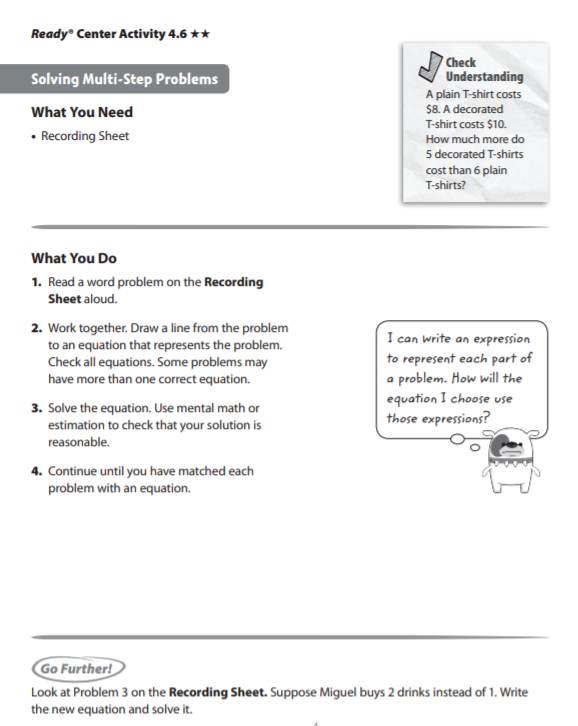 Ready® Center Activity 4.6 ★★
Solving Multi-Step Problems
What You Need
• Recording Sheet
Check
Understanding
A plain T-shirt costs
$8. A decorated
T-shirt costs $10.
How much more do
5 decorated T-shirts
cost than 6 plain
T-shirts?
What You Do
1. Read a word problem on the Recording
Sheet aloud.
2. Work together. Draw a line from the problem
to an equation that represents the problem.
Check all equations. Some problems may
have more than one correct equation.
3. Solve the equation. Use mental math or
estimation to check that your solution is
reasonable.
4. Continue until you have matched each
problem with an equation.
I can write an expression
to represent each part of
a problem. How will the
equation I choose use
those expressions?
Go Further!
Look at Problem 3 on the Recording Sheet. Suppose Miguel buys 2 drinks instead of 1. Write
the new equation and solve it.